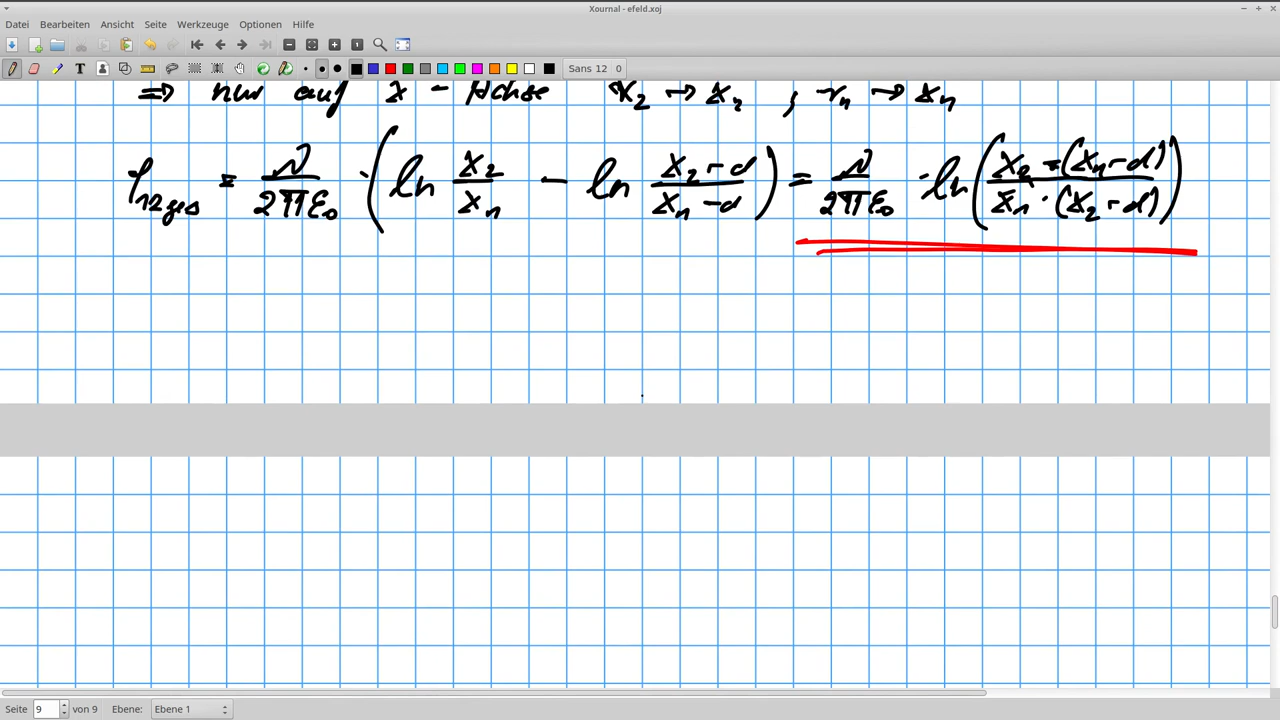 Xournal - efeld.xoj
Datei Bearbeiten Ansicht Seite Werkzeuge Optionen Hilfe
Sans 12 0
⇒ nur auf x - Achse x₂ → x₂ , r₁ → x₁
φ₁₂ges = λ/(2πε₀) · (ln x₂/x₁ - ln (x₂-d)/(x₁-d)) = λ/(2πε₀) · ln(x₂·(x₁-d)/(x₁·(x₂-d)))
Seite 9 von 9 Ebene: Ebene 1